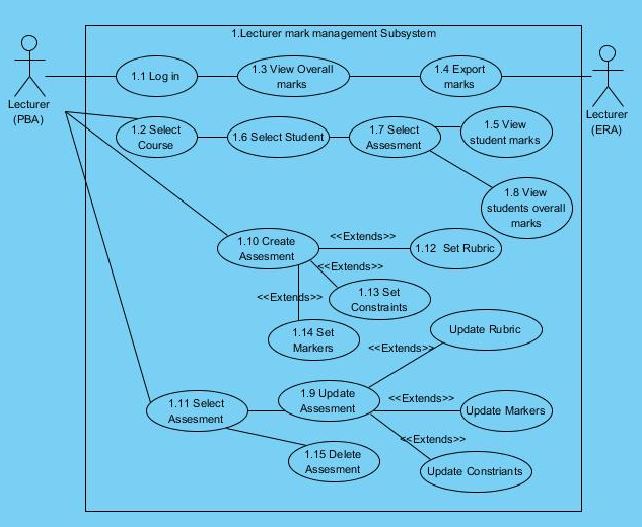 1.Lecturer mark management Subsystem
1.1 Log in
1.3 View Overall
marks
1.4 Export
marks
Lecturer
(PBA.)
Lecturer
(ERA)
1.2 Select
Course
1.6 Select Student
1.7 Select
Assesment
1.5 View
student marks
1.8 View
students overall
marks
1.10 Create
Assesment
<<Extends>>
1.12 Set Rubric
<<Extends>>
1.13 Set
Constraints
<<Extends>>
1.14 Set
Markers
Update Rubric
<<Extends>>
1.11 Select
Assesment
1.9 Update
Assesment
<<Extends>>
Update Markers
<<Extends>>
1.15 Delete
Assesment
Update Constriants